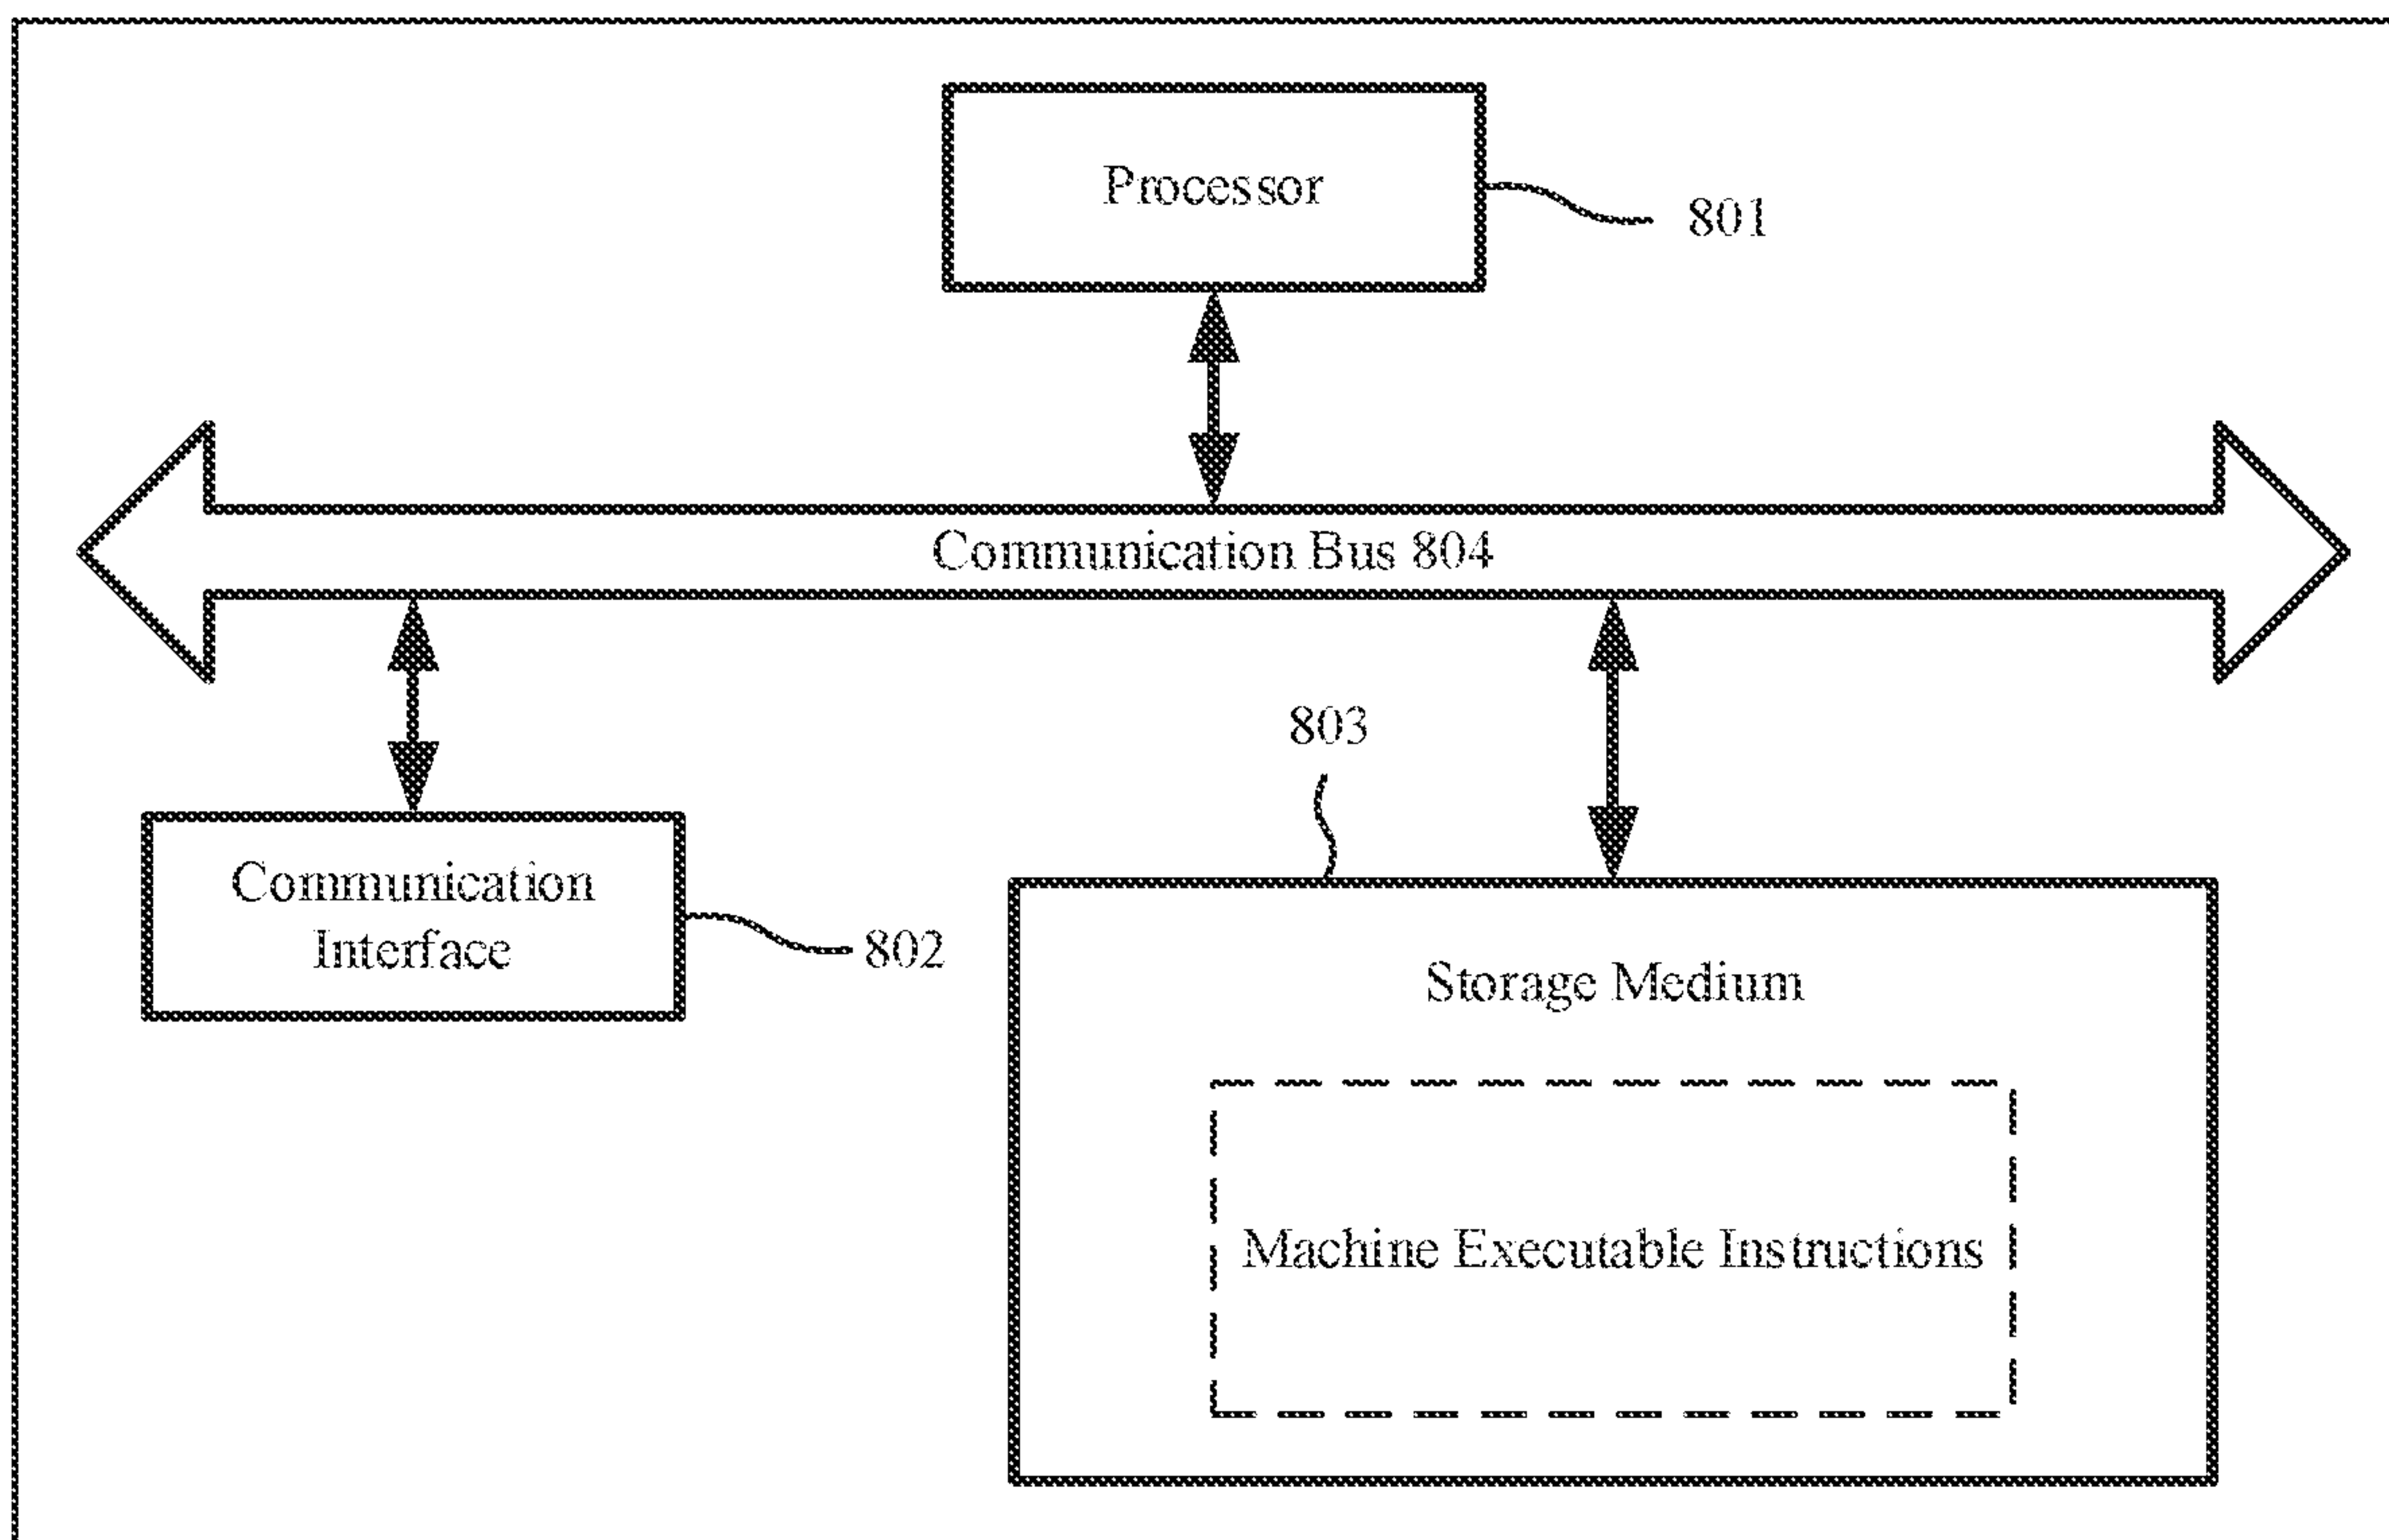 Processor
801
Communication Bus 804
803
Communication
Interface
802
Storage Medium
Machine Executable Instructions